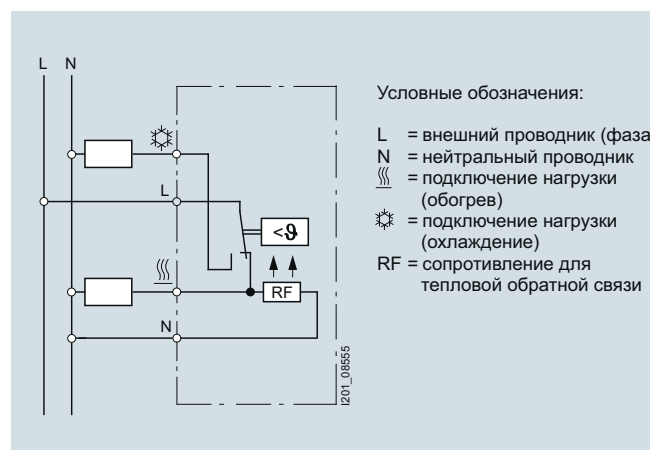 L N
L
<ϑ
RF
N
I201_08555
Условные обозначения:
L = внешний проводник (фаза
N = нейтральный проводник
= подключение нагрузки
(обогрев)
= подключение нагрузки
(охлаждение)
RF = сопротивление для
тепловой обратной связи